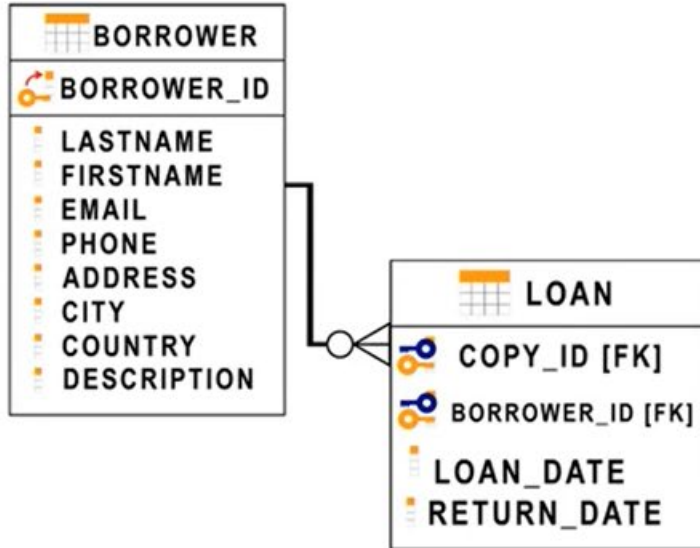 BORROWER
BORROWER_ID
LASTNAME
FIRSTNAME
EMAIL
PHONE
ADDRESS
CITY
COUNTRY
DESCRIPTION
LOAN
COPY_ID [FK]
BORROWER_ID [FK]
LOAN_DATE
RETURN_DATE